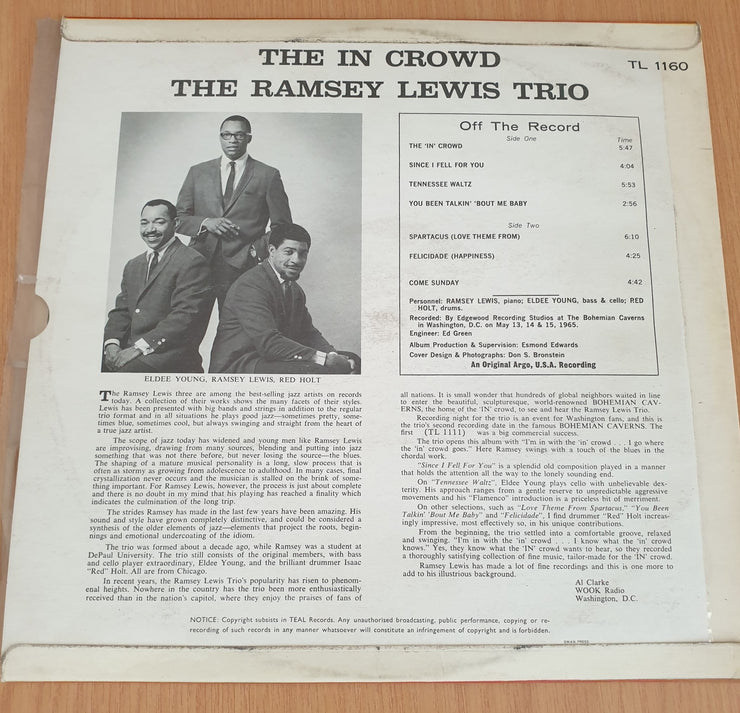 THE IN CROWD
THE RAMSEY LEWIS TRIO
TL 1160
ELDEE YOUNG, RAMSEY LEWIS, RED HOLT
Off The Record
Side One
Time
THE 'IN' CROWD 5:47
SINCE I FELL FOR YOU 4:04
TENNESSEE WALTZ 5:53
YOU BEEN TALKIN' 'BOUT ME BABY 2:56
Side Two
SPARTACUS (LOVE THEME FROM) 6:10
FELICIDADE (HAPPINESS) 4:25
COME SUNDAY 4:42
Personnel: RAMSEY LEWIS, piano; ELDEE YOUNG, bass & cello; RED
HOLT, drums.
Recorded: By Edgewood Recording Studios at The Bohemian Caverns
in Washington, D.C. on May 13, 14 & 15, 1965.
Engineer: Ed Green
Album Production & Supervision: Esmond Edwards
Cover Design & Photographs: Don S. Bronstein
An Original Argo, U.S.A. Recording
The Ramsey Lewis three are among the best-selling jazz artists on records
today. A collection of their works shows the many facets of their styles.
Lewis has been presented with big bands and strings in addition to the regular
trio format and in all situations he plays good jazz—sometimes pretty, some-
times blue, sometimes cool, but always swinging and straight from the heart of
a true jazz artist.
The scope of jazz today has widened and young men like Ramsey Lewis
are improvising, drawing from many sources, blending and putting into jazz
something that was not there before, but never losing the source—the blues.
The shaping of a mature musical personality is a long, slow process that is
often as stormy as growing from adolescence to adulthood. In many cases, final
crystallization never occurs and the musician is stalled on the brink of some-
thing important. For Ramsey Lewis, however, the process is just about complete
and there is no doubt in my mind that his playing has reached a finality which
indicates the culmination of the long trip.
The strides Ramsey has made in the last few years have been amazing. His
sound and style have grown completely distinctive, and could be considered a
synthesis of the older elements of jazz—elements that project the roots, begin-
nings and emotional undercoating of the idiom.
The trio was formed about a decade ago, while Ramsey was a student at
DePaul University. The trio still consists of the original members, with bass
and cello player extraordinary, Eldee Young, and the brilliant drummer Isaac
"Red" Holt. All are from Chicago.
In recent years, the Ramsey Lewis Trio's popularity has risen to phenom-
enal heights. Nowhere in the country has the trio been more enthusiastically
received than in the nation's capitol, where they enjoy the praises of fans of
all nations. It is small wonder that hundreds of global neighbors waited in line
to enter the beautiful, sculpturesque, world-renowned BOHEMIAN CAV-
ERNS, the home of the 'IN' crowd, to see and hear the Ramsey Lewis Trio.
Recording night for the trio is an event for Washington fans, and this is
the trio's second recording date in the famous BOHEMIAN CAVERNS. The
first (TL 1111) was a big commercial success.
The trio opens this album with "I'm in with the 'in' crowd . . . I go where
the 'in' crowd goes." Here Ramsey swings with a touch of the blues in the
chordal work.
"Since I Fell For You" is a splendid old composition played in a manner
that holds the attention all the way to the lonely sounding end.
On "Tennessee Waltz", Eldee Young plays cello with unbelievable dex-
terity. His approach ranges from a gentle reserve to unpredictable aggressive
movements and his "Flamenco" introduction is a priceless bit of merriment.
On other selections, such as "Love Theme From Spartacus," "You Been
Talkin' Bout Me Baby" and "Felicidade", I find drummer "Red" Holt increas-
ingly impressive, most effectively so, in his unique contributions.
From the beginning, the trio settled into a comfortable groove, relaxed
and swinging. "I'm in with the 'in' crowd . . . I know what the 'in' crowd
knows." Yes, they know what the 'IN' crowd wants to hear, so they recorded
a thoroughly satisfying collection of fine music, tailor-made for the 'IN' crowd.
Ramsey Lewis has made a lot of fine recordings and this is one more to
add to his illustrious background.
Al Clarke
WOOK Radio
Washington, D.C.
NOTICE: Copyright subsists in TEAL Records. Any unauthorised broadcasting, public performance, copying or re-
recording of such records in any manner whatsoever will constitute an infringement of copyright and is forbidden.